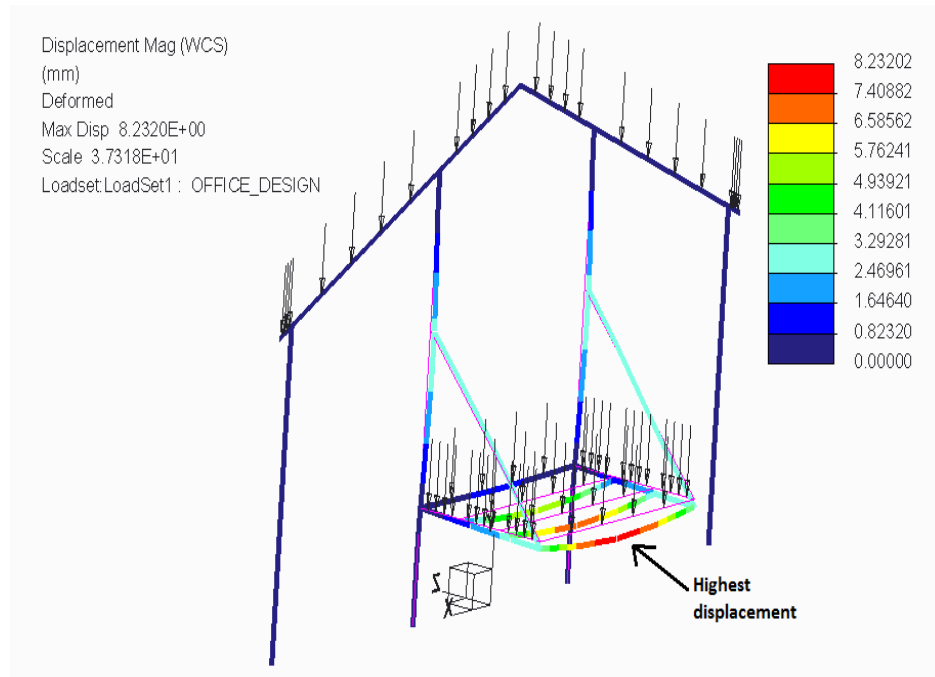 Displacement Mag (WCS)
(mm)
Deformed
Max Disp 8.2320E+00
Scale 3.7318E+01
Loadset:LoadSet1 : OFFICE_DESIGN
8.23202
7.40882
6.58562
5.76241
4.93921
4.11601
3.29281
2.46961
1.64640
0.82320
0.00000
Highest
displacement